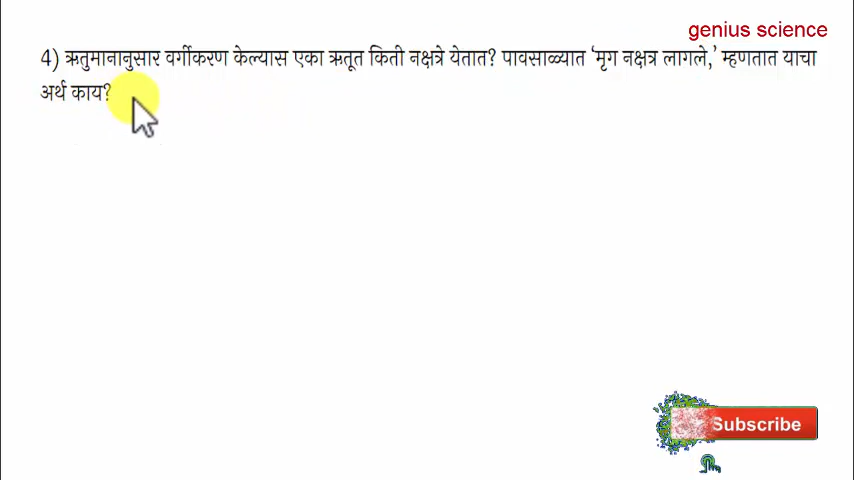 genius science
4) ऋतुमानानुसार वर्गीकरण केल्यास एका ऋतूत किती नक्षत्रे येतात? पावसाळ्यात ‘मृग नक्षत्र लागले,’ म्हणतात याचा
अर्थ काय?
Subscribe